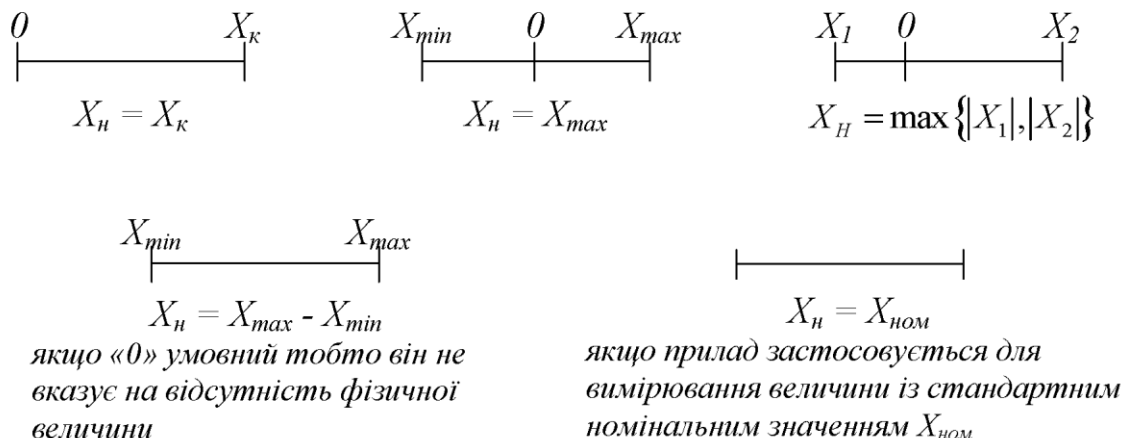 0 X_к X_min 0 X_max X_1 0 X_2
X_н = X_к X_н = X_max X_H = max{|X_1|,|X_2|}
X_min X_max
X_н = X_max - X_min X_н = X_ном
якщо «0» умовний тобто він не
вказує на відсутність фізичної
величини
якщо прилад застосовується для
вимірювання величини із стандартним
номінальним значенням X_ном